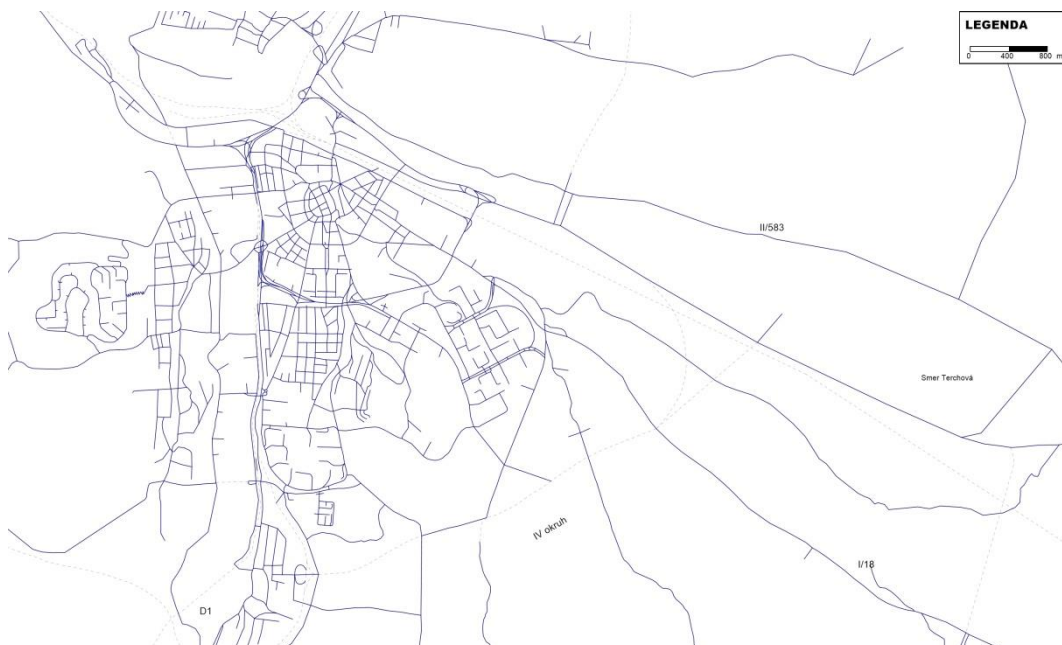 LEGENDA
0 400 800 m
II/583
Smer Terchová
IV okruh
I/18
D1